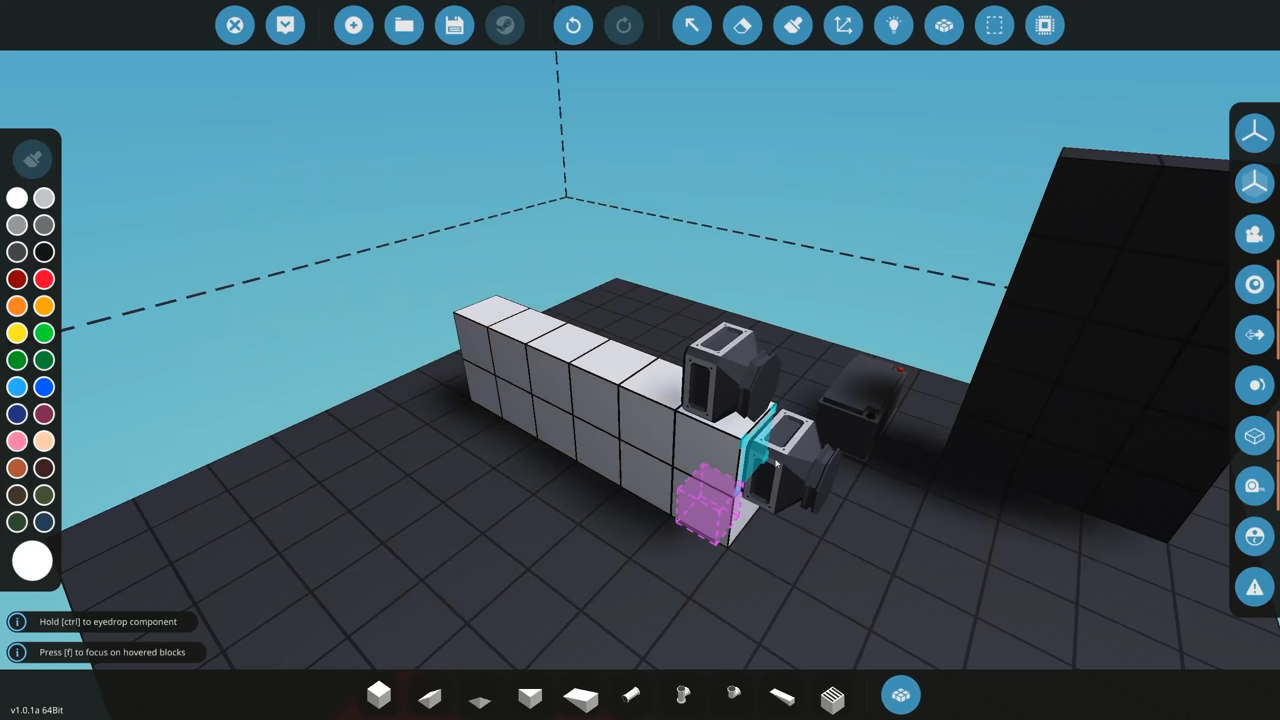 Hold [ctrl] to eyedrop component
Press [f] to focus on hovered blocks
v1.0.1a 64Bit